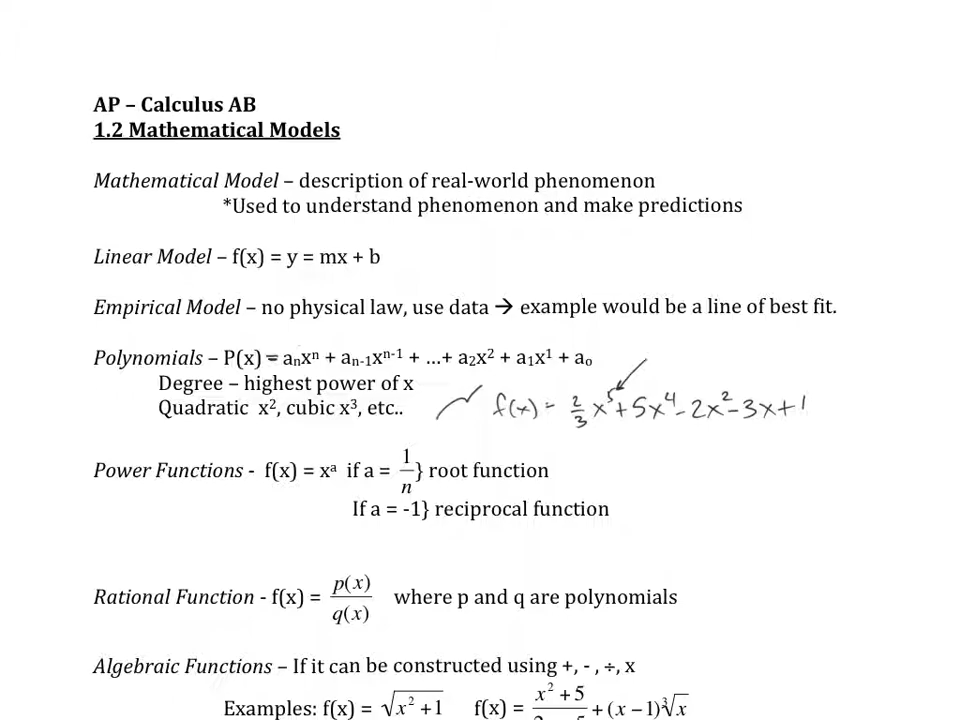 AP – Calculus AB
1.2 Mathematical Models
Mathematical Model – description of real-world phenomenon
*Used to understand phenomenon and make predictions
Linear Model – f(x) = y = mx + b
Empirical Model – no physical law, use data → example would be a line of best fit.
Polynomials – P(x) = aₙxⁿ + aₙ₋₁xⁿ⁻¹ + …+ a₂x² + a₁x¹ + aₒ
Degree – highest power of x
Quadratic x², cubic x³, etc.. f(x) = 2/3 x⁵ + 5x⁴ - 2x² - 3x + 1
Power Functions - f(x) = xᵃ if a = 1/n } root function
If a = -1} reciprocal function
Rational Function - f(x) = p(x)/q(x) where p and q are polynomials
Algebraic Functions – If it can be constructed using +, - , ÷, x
Examples: f(x) = √(x² + 1) f(x) = x² + 5 + (x − 1)∛x